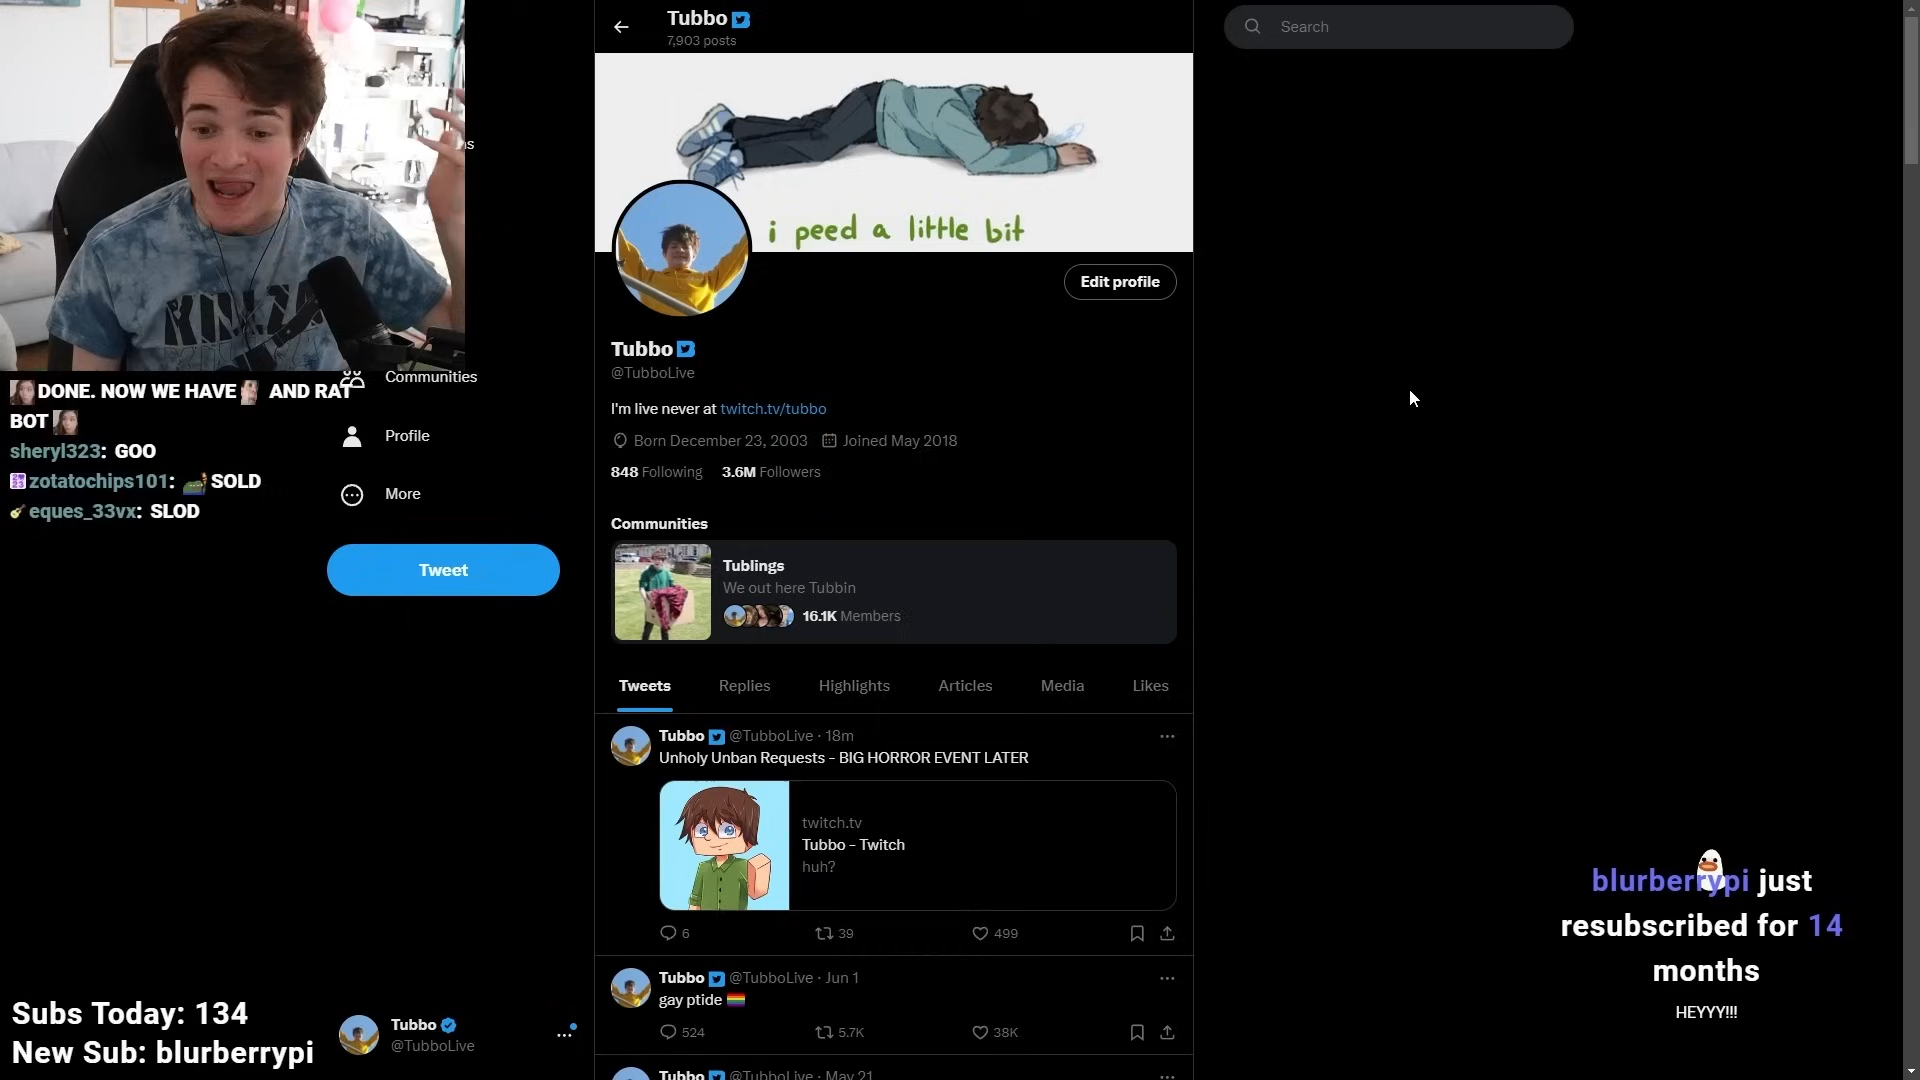 Tubbo
7,903 posts
Search
i peed a little bit
Edit profile
Tubbo
@TubboLive
I'm live never at twitch.tv/tubbo
Born December 23, 2003 Joined May 2018
848 Following 3.6M Followers
Communities
Tublings
We out here Tubbin
16.1K Members
Tweets Replies Highlights Articles Media Likes
Tubbo @TubboLive · 18m
Unholy Unban Requests - BIG HORROR EVENT LATER
twitch.tv
Tubbo - Twitch
huh?
6 39 499
Tubbo @TubboLive · Jun 1
gay ptide 🏳️‍🌈
524 5.7K 38K
Tubbo @TubboLive · May 21
ns
DONE. NOW WE HAVE AND RAT
BOT
sheryl323: GOO
zotatochips101: SOLD
eques_33vx: SLOD
Communities
Profile
More
Tweet
Subs Today: 134
New Sub: blurberrypi
Tubbo
@TubboLive
blurberrypi just
resubscribed for 14
months
HEYYY!!!